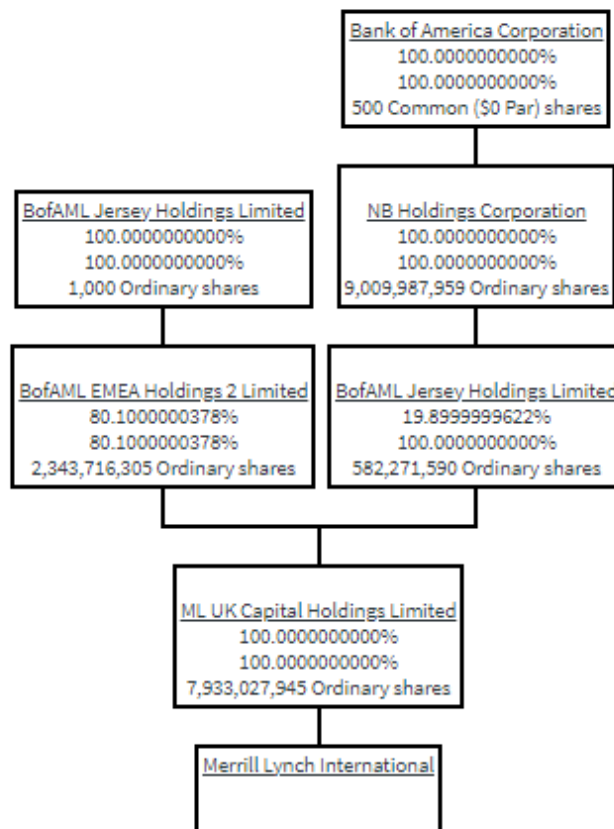 Bank of America Corporation
100.0000000000%
100.0000000000%
500 Common ($0 Par) shares
BofAML Jersey Holdings Limited
100.0000000000%
100.0000000000%
1,000 Ordinary shares
NB Holdings Corporation
100.0000000000%
100.0000000000%
9,009,987,959 Ordinary shares
BofAML EMEA Holdings 2 Limited
80.1000000378%
80.1000000378%
2,343,716,305 Ordinary shares
BofAML Jersey Holdings Limited
19.8999999622%
100.0000000000%
582,271,590 Ordinary shares
ML UK Capital Holdings Limited
100.0000000000%
100.0000000000%
7,933,027,945 Ordinary shares
Merrill Lynch International